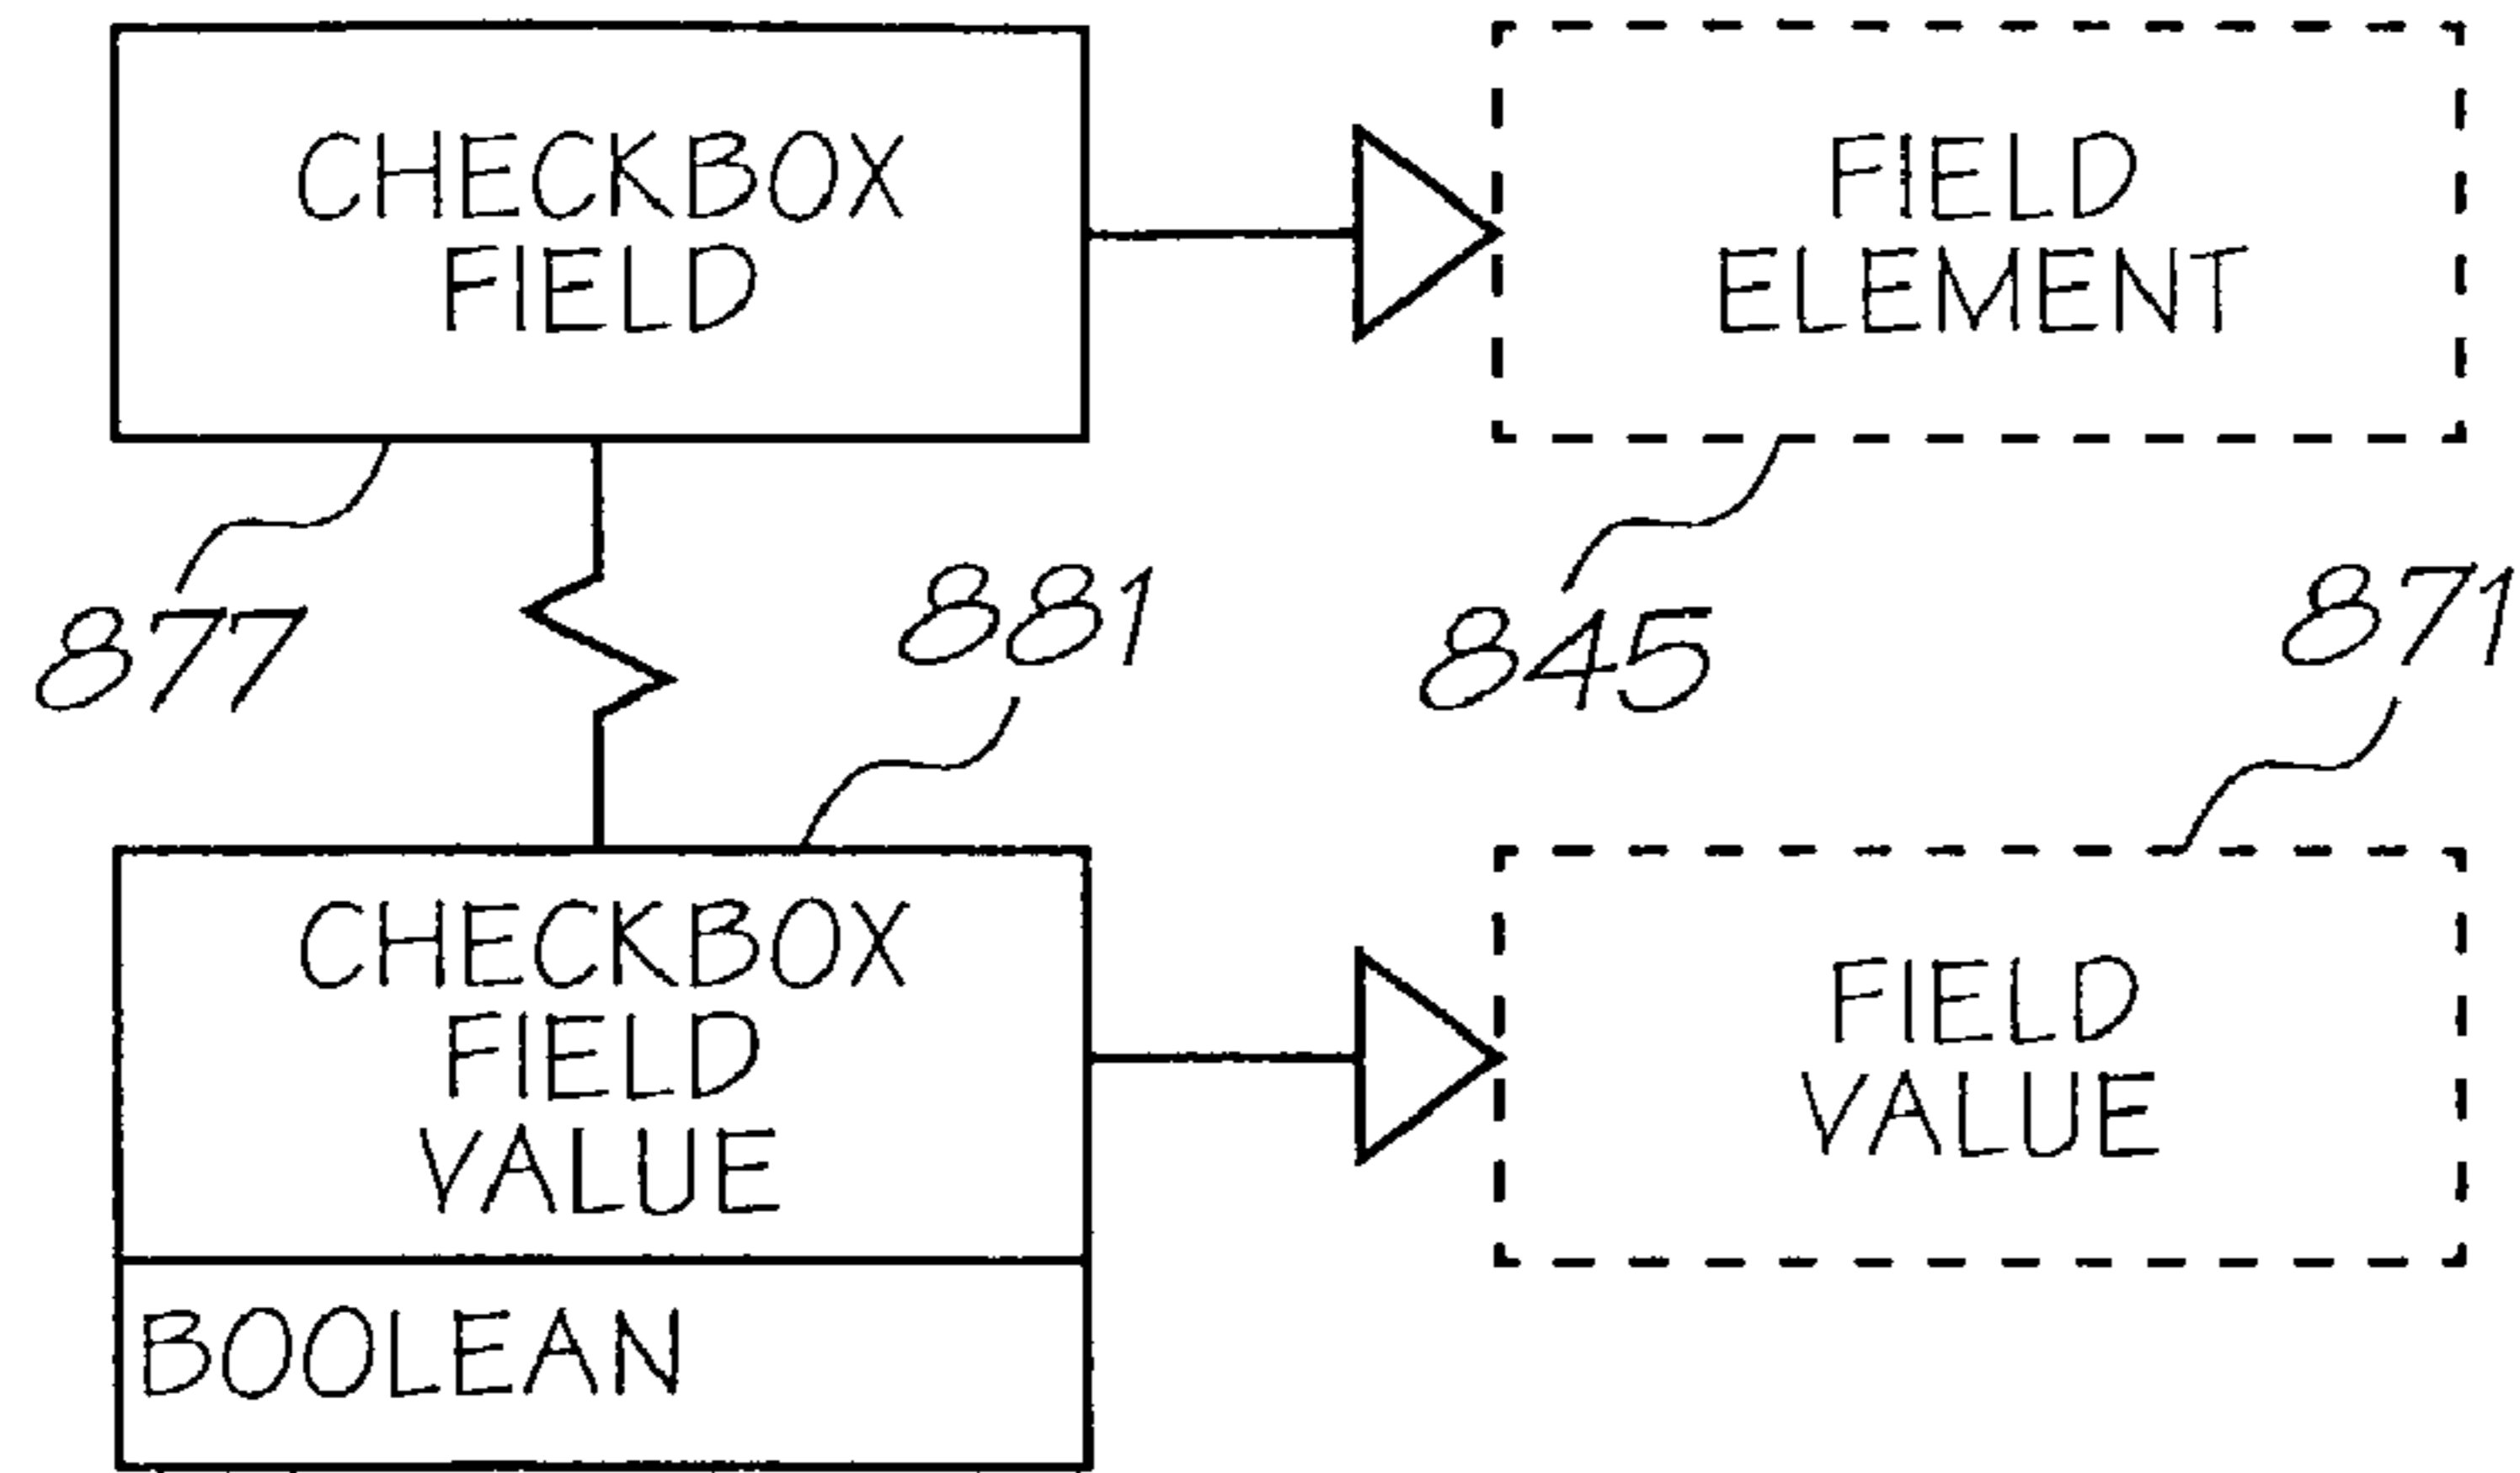 CHECKBOX
FIELD
FIELD
ELEMENT
877
881
845
871
CHECKBOX
FIELD
VALUE
BOOLEAN
FIELD
VALUE